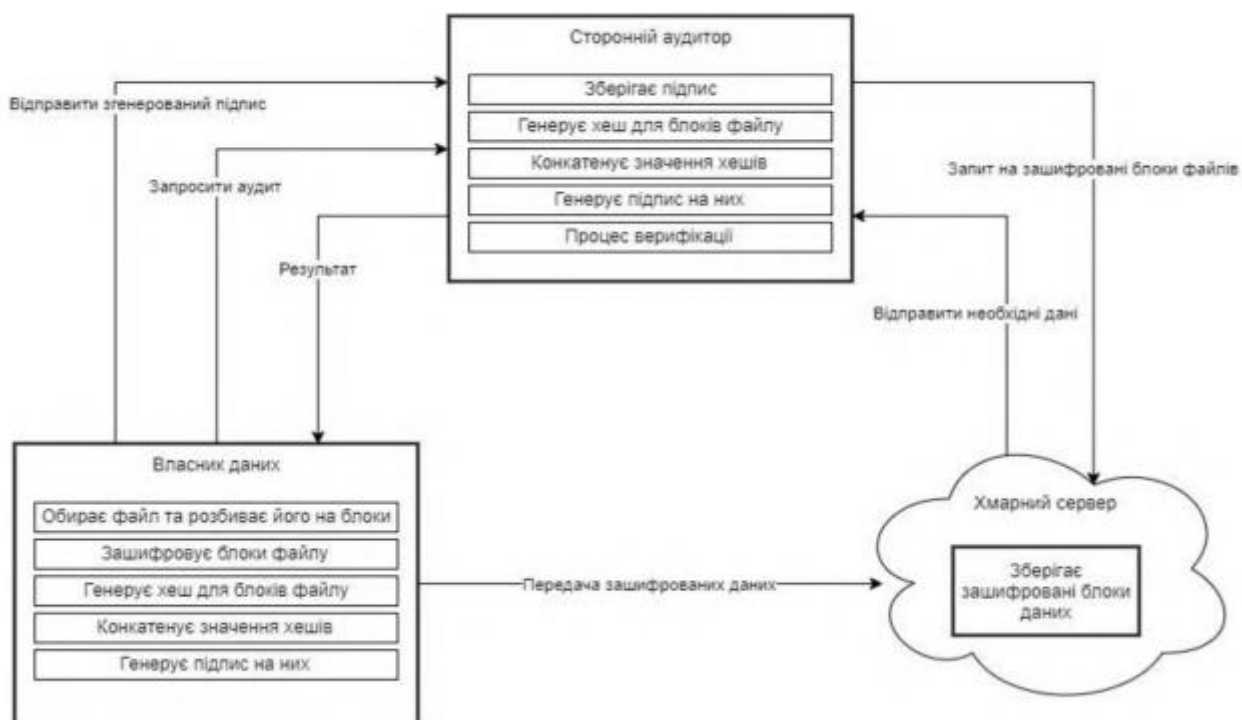 Сторонній аудитор
Зберігає підпис
Генерує хеш для блоків файлу
Конкатенує значення хешів
Генерує підпис на них
Процес верифікації
Відправити згенерований підпис
Запросити аудит
Результат
Запит на зашифровані блоки файлів
Відправити необхідні дані
Власник даних
Обирає файл та розбиває його на блоки
Зашифровує блоки файлу
Генерує хеш для блоків файлу
Конкатенує значення хешів
Генерує підпис на них
Передача зашифрованих даних
Хмарний сервер
Зберігає
зашифровані блоки
даних